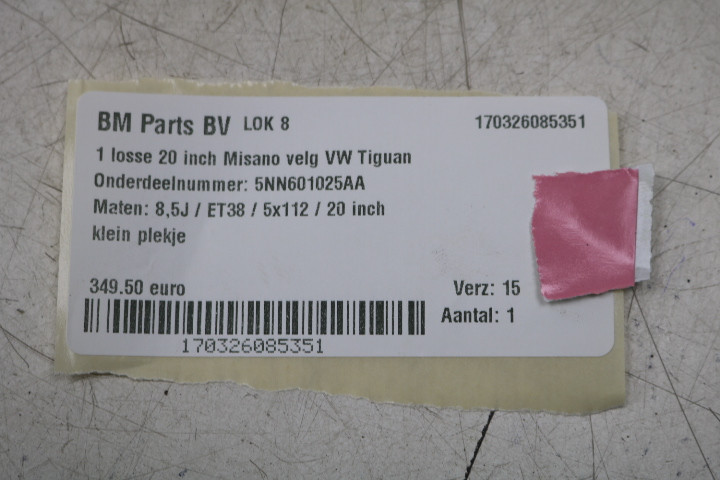 BM Parts BV LOK 8 170326085351
1 losse 20 inch Misano velg VW Tiguan
Onderdeelnummer: 5NN601025AA
Maten: 8,5J / ET38 / 5x112 / 20 inch
klein plekje
349.50 euro Verz: 15
Aantal: 1
170326085351